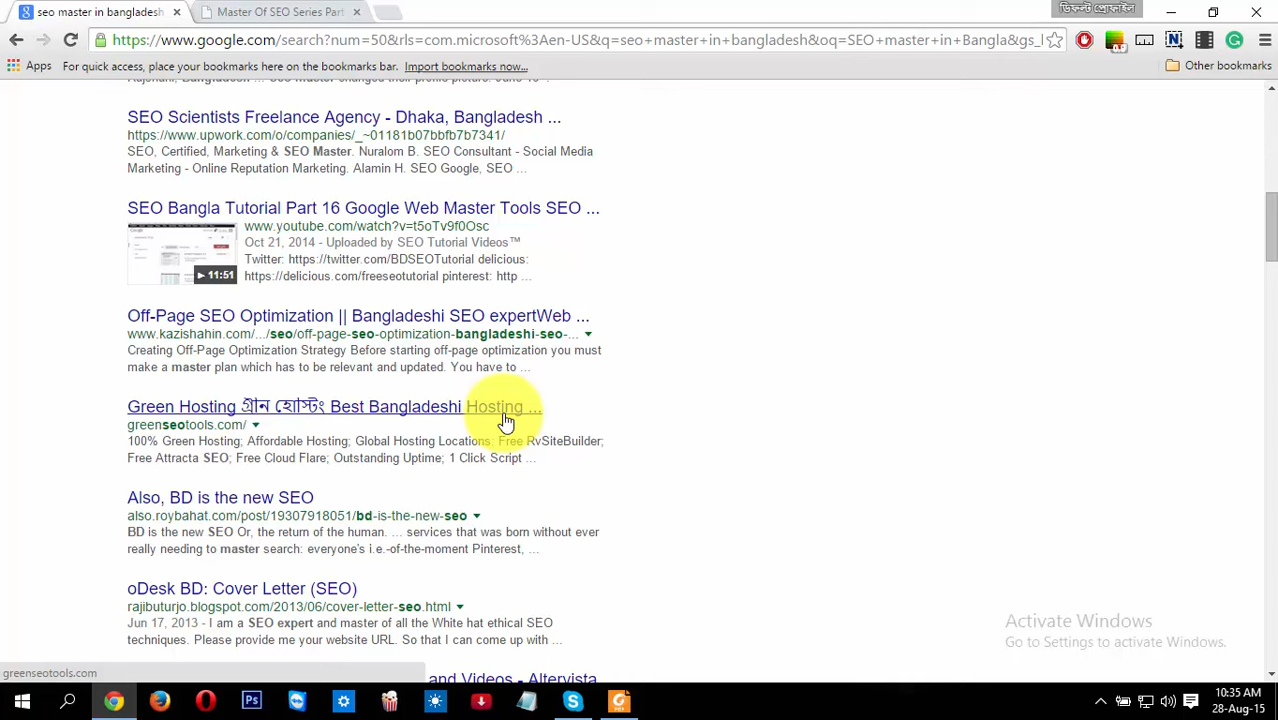 seo master in bangladesh
Master Of SEO Series Part
ডিফল্ট প্রোফাইল
https://www.google.com/search?num=50&rls=com.microsoft%3Aen-US&q=seo+master+in+bangladesh&oq=SEO+master+in+Bangla&gs_l
Apps For quick access, place your bookmarks here on the bookmarks bar. Import bookmarks now... Other bookmarks
SEO Scientists Freelance Agency - Dhaka, Bangladesh ...
https://www.upwork.com/o/companies/_~01181b07bbfb7b7341/
SEO, Certified, Marketing & SEO Master. Nuralom B. SEO Consultant - Social Media
Marketing - Online Reputation Marketing. Alamin H. SEO Google, SEO ...
SEO Bangla Tutorial Part 16 Google Web Master Tools SEO ...
www.youtube.com/watch?v=t5oTv9f0Osc
Oct 21, 2014 - Uploaded by SEO Tutorial Videos™
Twitter: https://twitter.com/BDSEOTutorial delicious:
https://delicious.com/freeseotutorial pinterest: http ...
11:51
Off-Page SEO Optimization || Bangladeshi SEO expertWeb ...
www.kazishahin.com/.../seo/off-page-seo-optimization-bangladeshi-seo-...
Creating Off-Page Optimization Strategy Before starting off-page optimization you must
make a master plan which has to be relevant and updated. You have to ...
Green Hosting গ্রীন হোস্টিং Best Bangladeshi Hosting ...
greenseotools.com/
100% Green Hosting; Affordable Hosting; Global Hosting Locations; Free RvSiteBuilder;
Free Attracta SEO; Free Cloud Flare; Outstanding Uptime; 1 Click Script ...
Also, BD is the new SEO
also.roybahat.com/post/19307918051/bd-is-the-new-seo
BD is the new SEO Or, the return of the human. ... services that was born without ever
really needing to master search: everyone's i.e.-of-the-moment Pinterest, ...
oDesk BD: Cover Letter (SEO)
rajibuturjo.blogspot.com/2013/06/cover-letter-seo.html
Jun 17, 2013 - I am a SEO expert and master of all the White hat ethical SEO
techniques. Please provide me your website URL. So that I can come up with ...
and Videos - Altervista
Activate Windows
Go to Settings to activate Windows.
greenseotools.com
10:35 AM
28-Aug-15